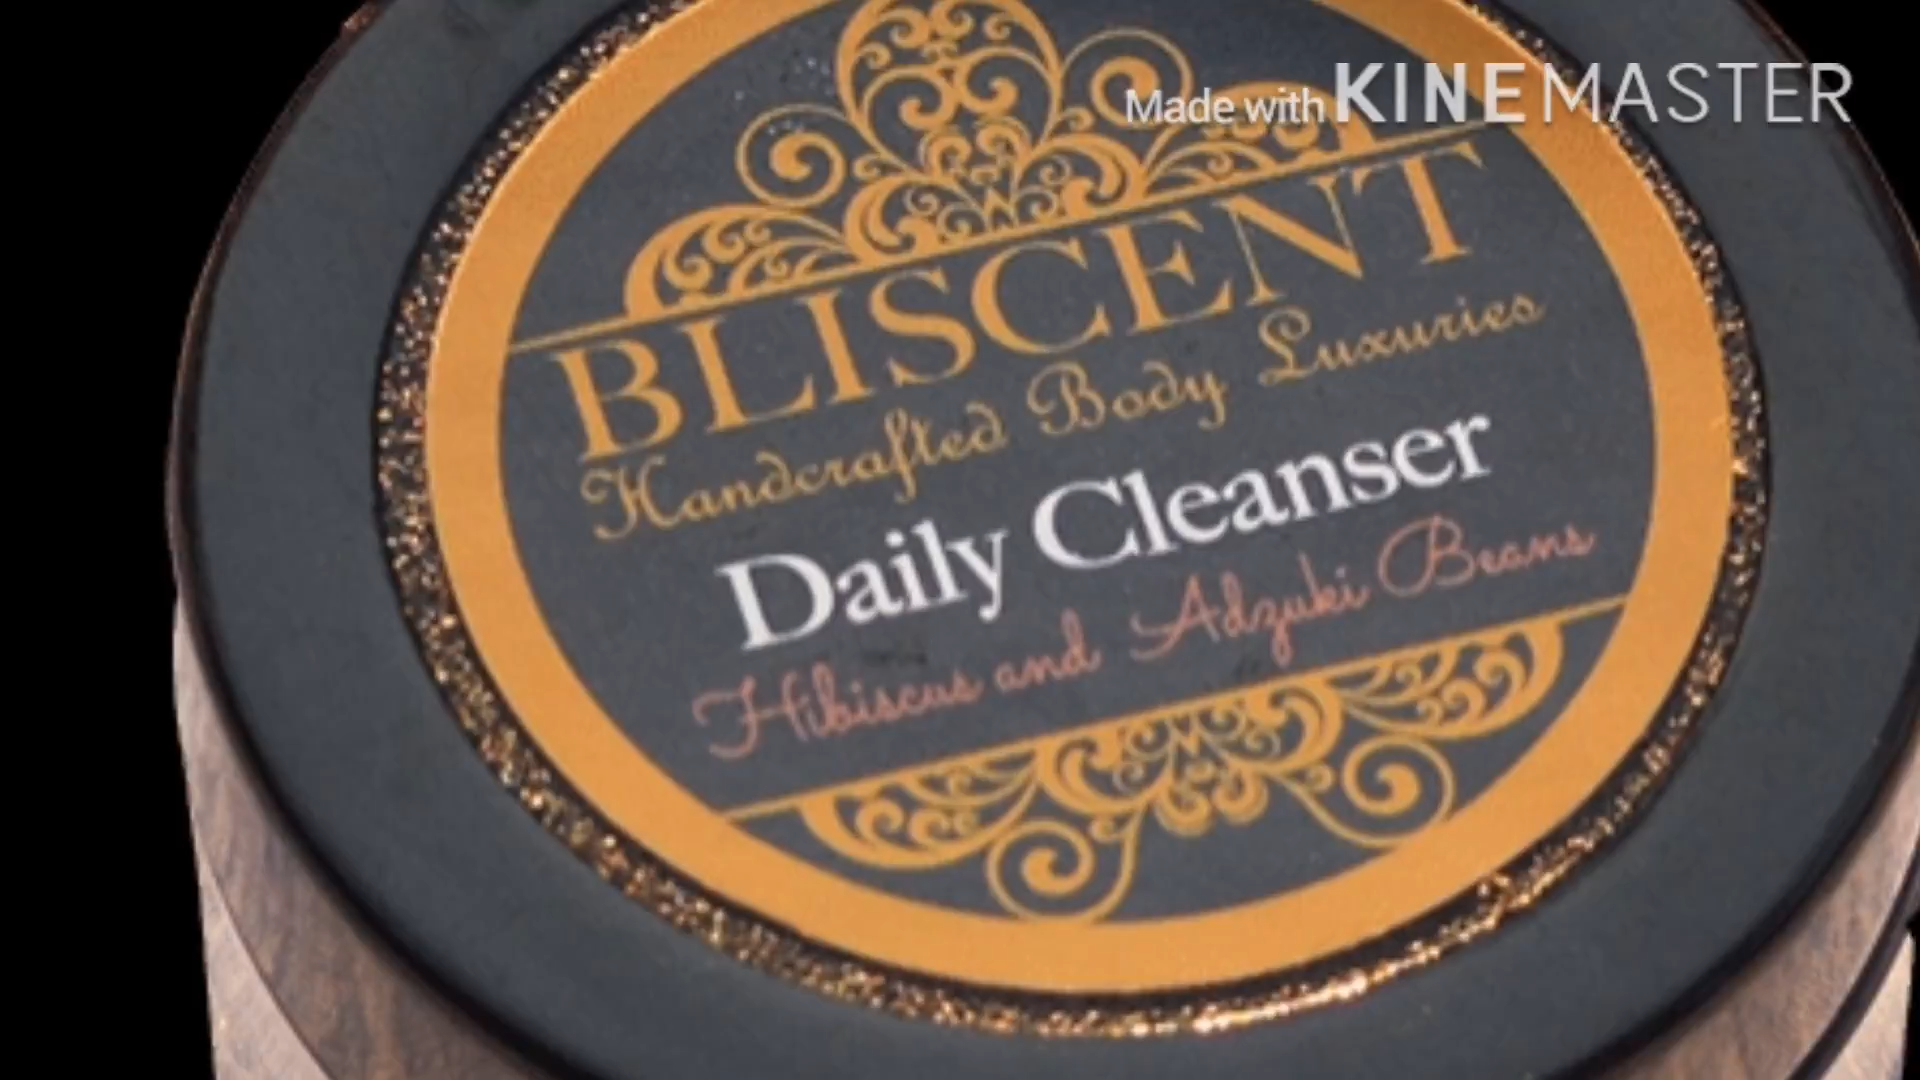 Made with KINEMASTER
BLISCENT
Handcrafted Body Luxuries
Daily Cleanser
Hibiscus and Adzuki Beans